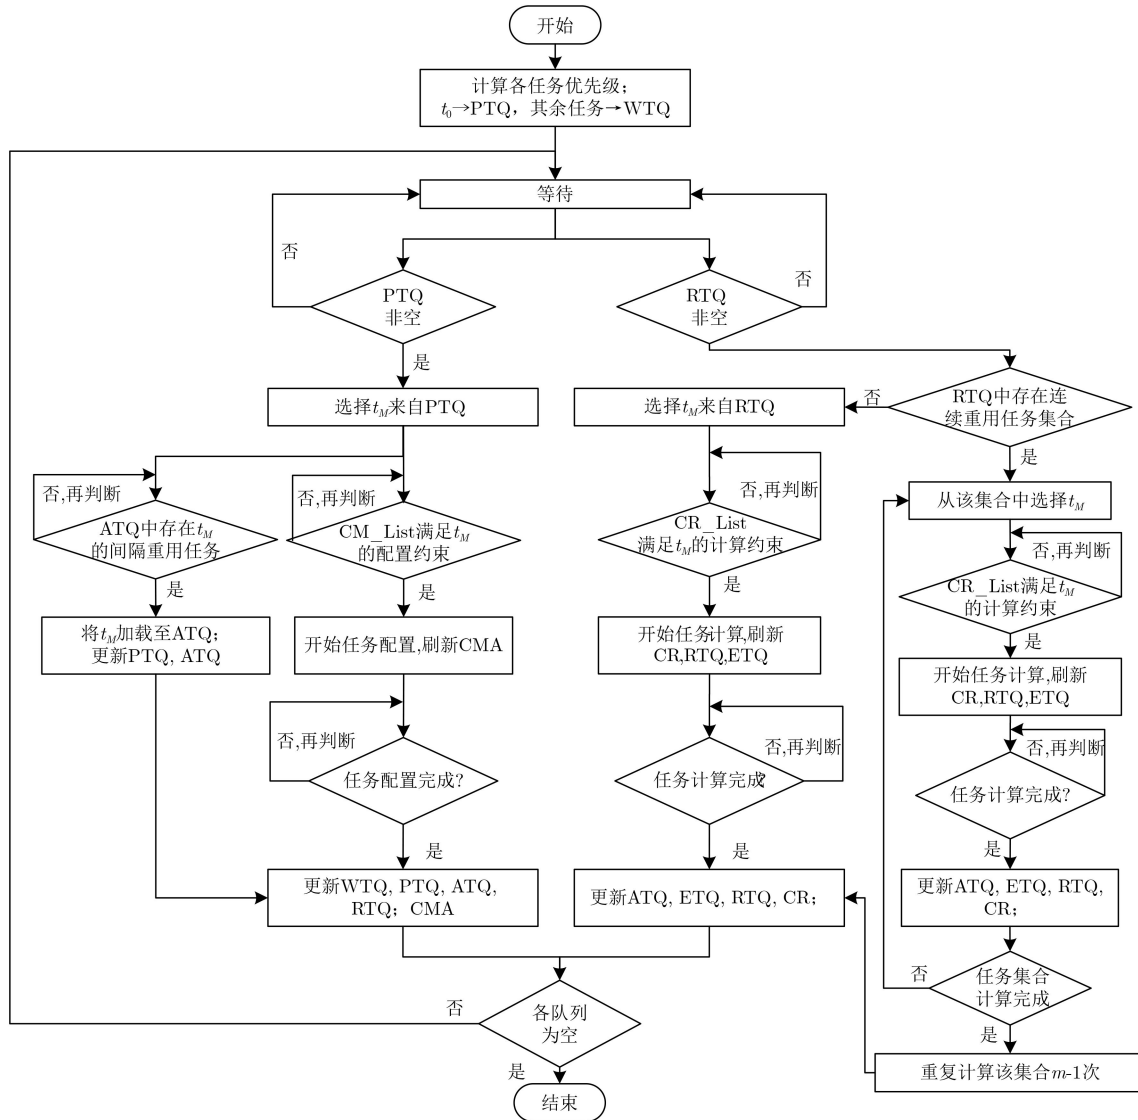 开始
计算各任务优先级；
t₀→PTQ，其余任务→WTQ
等待
否
否
PTQ
非空
RTQ
非空
是
选择t_M来自PTQ
选择t_M来自RTQ
否
RTQ中存在连
续重用任务集合
是
否,再判断
否,再判断
否,再判断
从该集合中选择t_M
ATQ中存在t_M
的间隔重用任务
CM_List满足t_M
的配置约束
CR_List
满足t_M的计算约束
否,再判断
CR_List满足t_M
的计算约束
是
是
是
是
将t_M加载至ATQ；
更新PTQ, ATQ
开始任务配置,刷新CMA
开始任务计算,刷新
CR,RTQ,ETQ
开始任务计算,刷新
CR,RTQ,ETQ
否,再判断
否,再判断
否,再判断
任务配置完成?
任务计算完成?
任务计算完成?
是
是
是
更新WTQ, PTQ, ATQ,
RTQ；CMA
更新ATQ, ETQ, RTQ, CR；
更新ATQ, ETQ, RTQ,
CR；
否
任务集合
计算完成
否
各队列
为空
是
是
重复计算该集合m-1次
结束